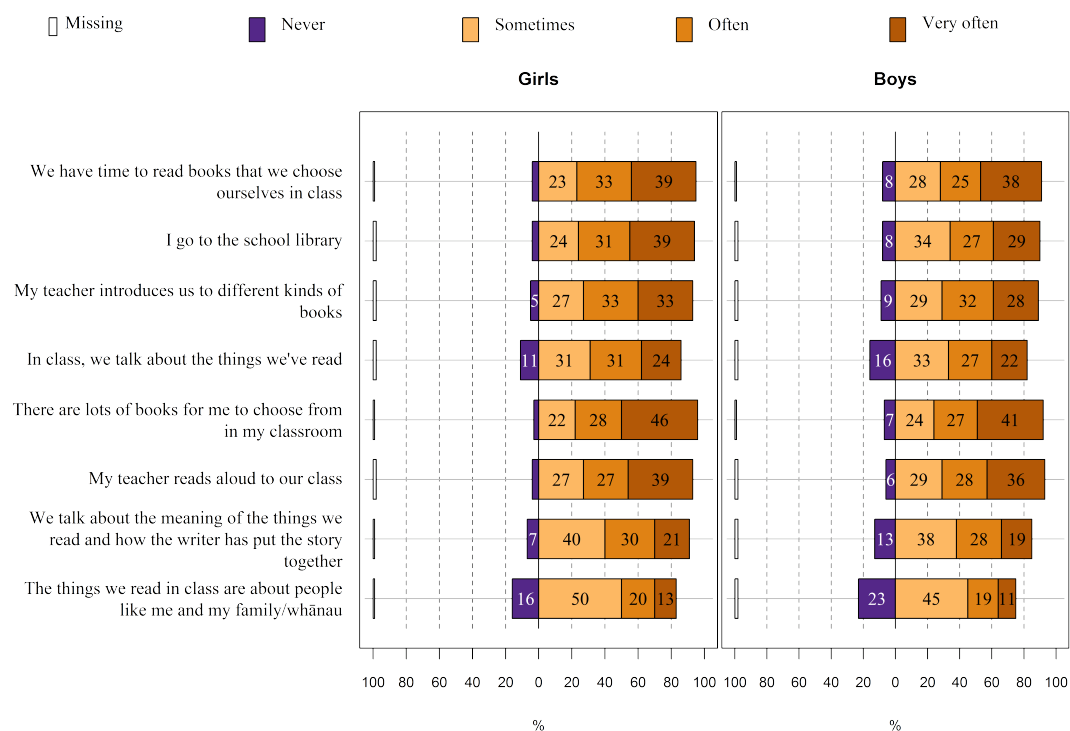 Missing
Never
Sometimes
Often
Very often
Girls
Boys
We have time to read books that we choose
ourselves in class
23 33 39
8 28 25 38
I go to the school library
24 31 39
8 34 27 29
My teacher introduces us to different kinds of
books
5 27 33 33
9 29 32 28
In class, we talk about the things we've read
11 31 31 24
16 33 27 22
There are lots of books for me to choose from
in my classroom
22 28 46
7 24 27 41
My teacher reads aloud to our class
27 27 39
6 29 28 36
We talk about the meaning of the things we
read and how the writer has put the story
together
7 40 30 21
13 38 28 19
The things we read in class are about people
like me and my family/whānau
16 50 20 13
23 45 19 11
100 80 60 40 20 0 20 40 60 80 100
100 80 60 40 20 0 20 40 60 80 100
%
%